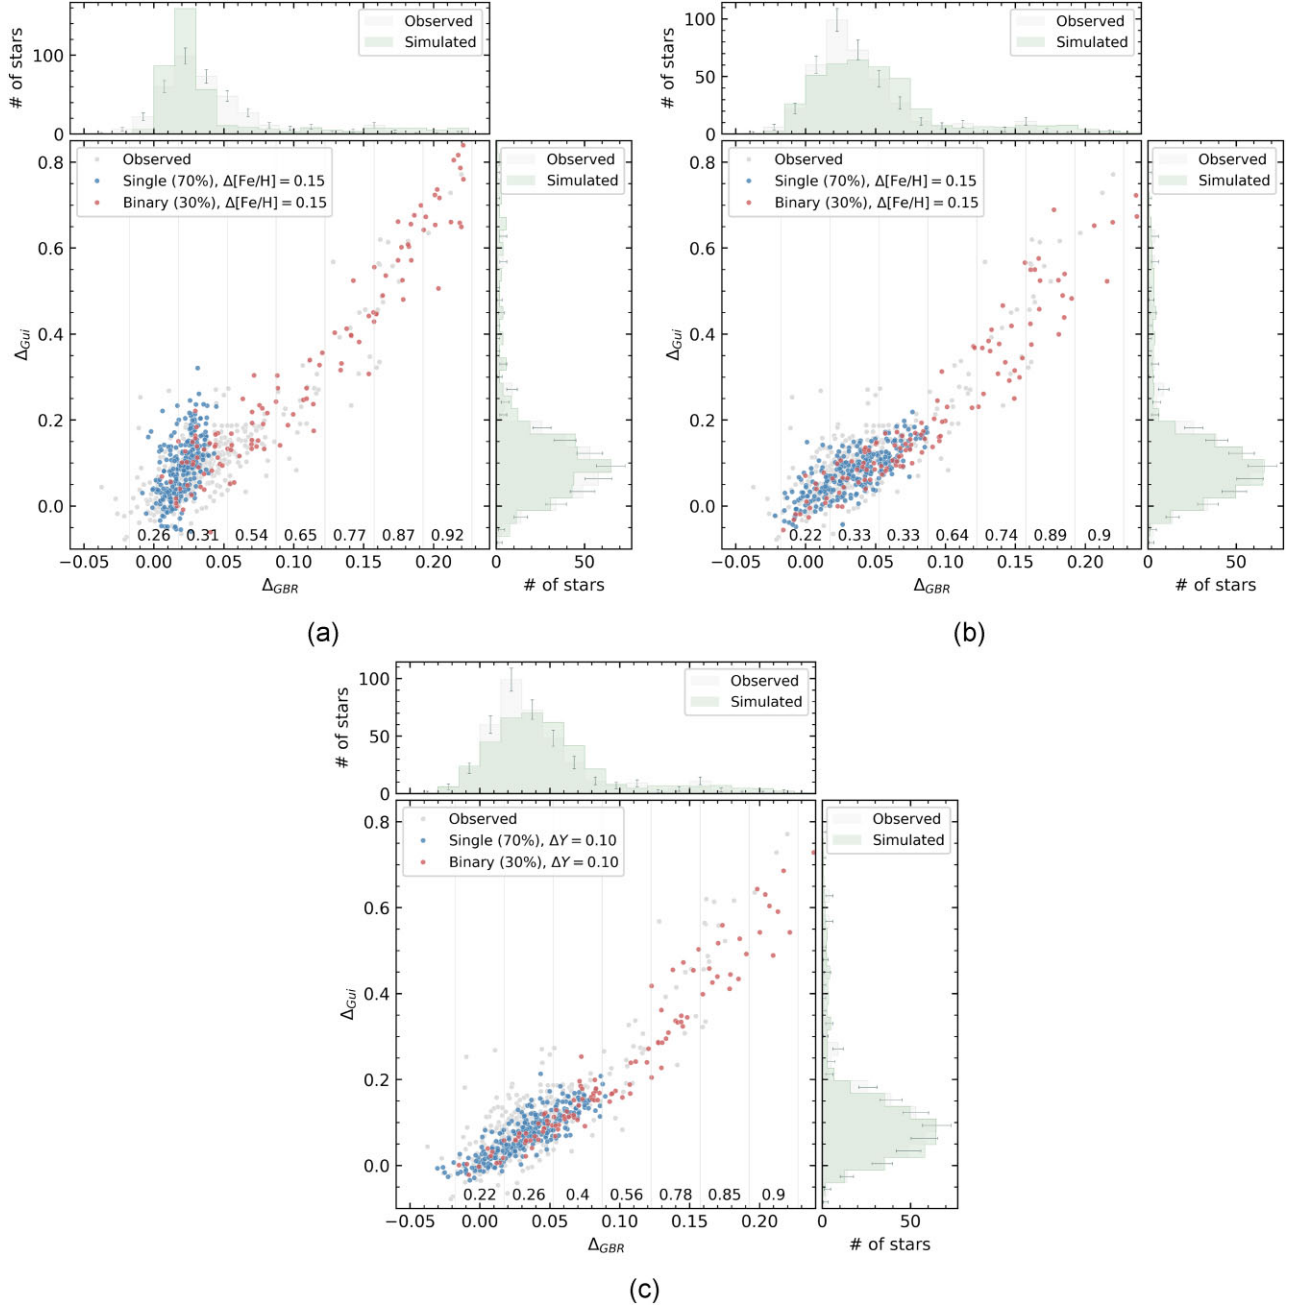 # of stars
100
0
Observed
Simulated
Δ_Gui
0.8
0.6
0.4
0.2
0.0
Observed
Single (70%), Δ[Fe/H] = 0.15
Binary (30%), Δ[Fe/H] = 0.15
0.26 0.31 0.54 0.65 0.77 0.87 0.92
−0.05 0.00 0.05 0.10 0.15 0.20
Δ_GBR
Observed
Simulated
0 50
# of stars
(a)
# of stars
100
50
0
Observed
Simulated
Δ_Gui
0.8
0.6
0.4
0.2
0.0
Observed
Single (70%), Δ[Fe/H] = 0.15
Binary (30%), Δ[Fe/H] = 0.15
0.22 0.33 0.33 0.64 0.74 0.89 0.9
−0.05 0.00 0.05 0.10 0.15 0.20
Δ_GBR
Observed
Simulated
0 50
# of stars
(b)
# of stars
100
50
0
Observed
Simulated
Δ_Gui
0.8
0.6
0.4
0.2
0.0
Observed
Single (70%), ΔY = 0.10
Binary (30%), ΔY = 0.10
0.22 0.26 0.4 0.56 0.78 0.85 0.9
−0.05 0.00 0.05 0.10 0.15 0.20
Δ_GBR
Observed
Simulated
0 50
# of stars
(c)